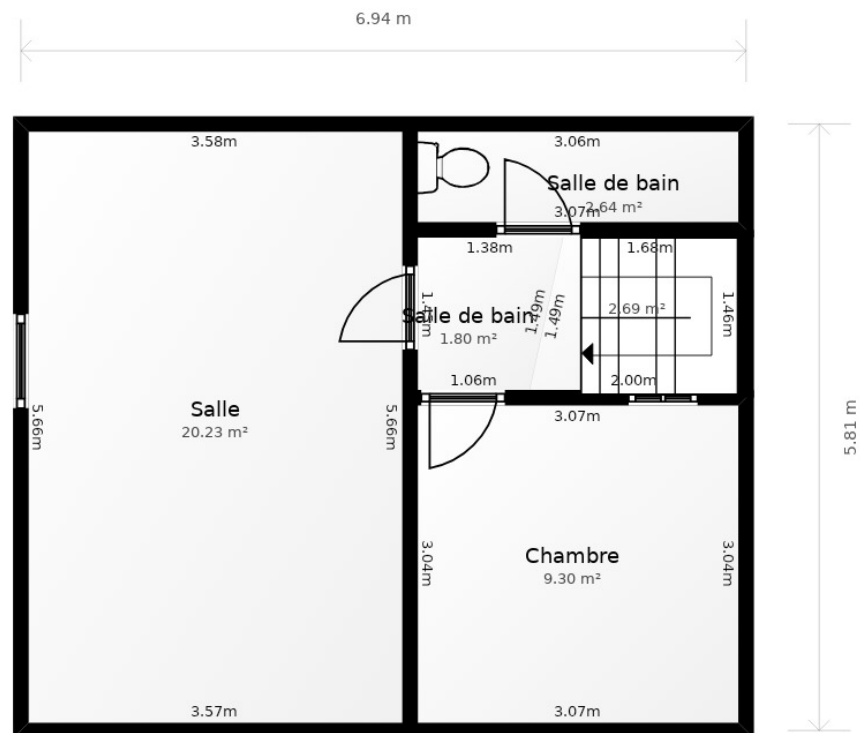 6.94 m
3.58m
3.06m
Salle de bain
2.64 m²
3.07m
1.38m
1.68m
1.49m
1.49m
2.69 m²
1.46m
Salle de bain
1.80 m²
1.06m
2.00m
Salle
20.23 m²
5.66m
5.66m
3.07m
5.81 m
Chambre
9.30 m²
3.04m
3.04m
3.57m
3.07m